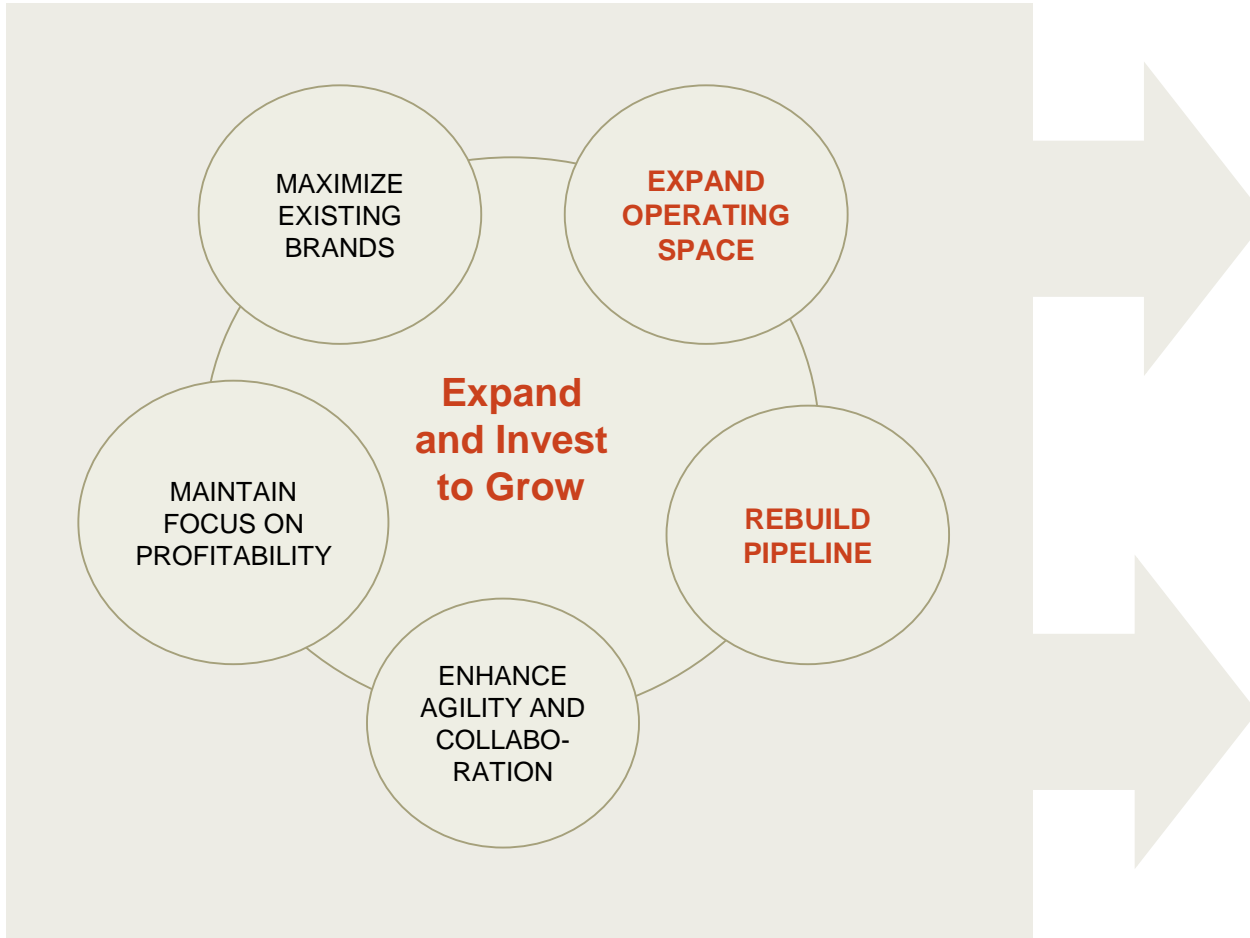 MAXIMIZE
EXISTING
BRANDS
EXPAND
OPERATING
SPACE
Expand
and Invest
to Grow
MAINTAIN
FOCUS ON
PROFITABILITY
REBUILD
PIPELINE
ENHANCE
AGILITY AND
COLLABO-
RATION